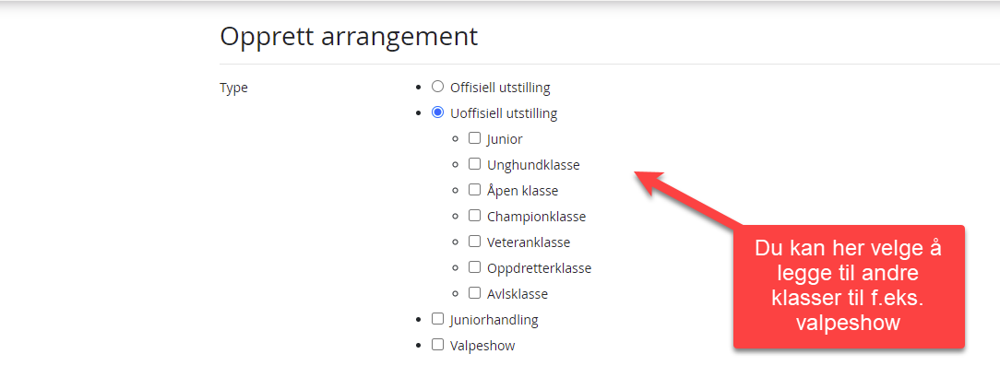 Opprett arrangement
Type
Offisiell utstilling
Uoffisiell utstilling
Junior
Unghundklasse
Åpen klasse
Championklasse
Veteranklasse
Oppdretterklasse
Avlsklasse
Juniorhandling
Valpeshow
Du kan her velge å
legge til andre
klasser til f.eks.
valpeshow